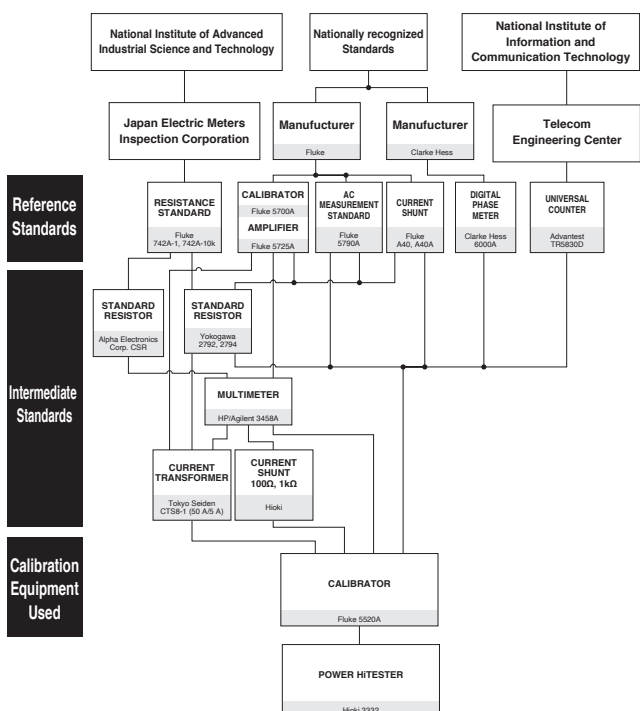 National Institute of Advanced
Industrial Science and Technology
Nationally recognized
Standards
National Institute of
Information and
Communication Technology
Japan Electric Meters
Inspection Corporation
Manufucturer
Fluke
Manufucturer
Clarke Hess
Telecom
Engineering Center
Reference
Standards
RESISTANCE
STANDARD
Fluke
742A-1, 742A-10k
CALIBRATOR
Fluke 5700A
AMPLIFIER
Fluke 5725A
AC
MEASUREMENT
STANDARD
Fluke
5790A
CURRENT
SHUNT
Fluke
A40, A40A
DIGITAL
PHASE
METER
Clarke Hess
6000A
UNIVERSAL
COUNTER
Advantest
TR5830D
Intermediate
Standards
STANDARD
RESISTOR
Alpha Electronics
Corp. CSR
STANDARD
RESISTOR
Yokogawa
2792, 2794
MULTIMETER
HP/Agilent 3458A
CURRENT
TRANSFORMER
Tokyo Seiden
CTS8-1 (50 A/5 A)
CURRENT
SHUNT
100Ω, 1kΩ
Hioki
Calibration
Equipment
Used
CALIBRATOR
Fluke 5520A
POWER HiTESTER
Hioki 3332